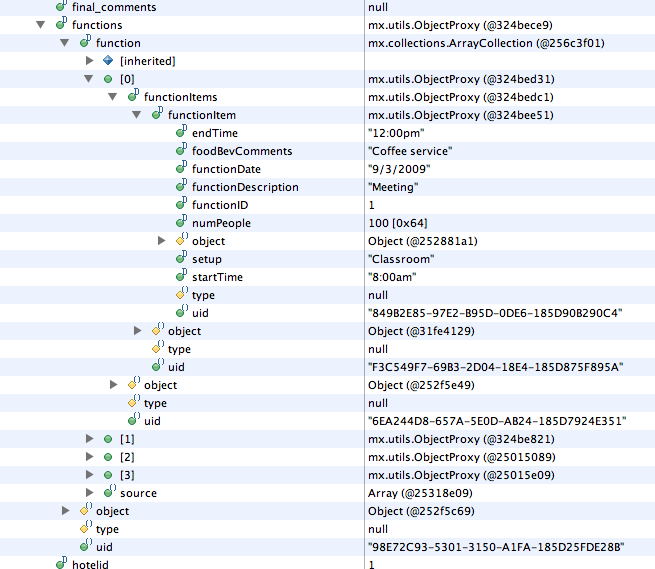 final_comments null
functions mx.utils.ObjectProxy (@324bece9)
function mx.collections.ArrayCollection (@256c3f01)
[inherited]
[0] mx.utils.ObjectProxy (@324bed31)
functionItems mx.utils.ObjectProxy (@324bedc1)
functionItem mx.utils.ObjectProxy (@324bee51)
endTime "12:00pm"
foodBevComments "Coffee service"
functionDate "9/3/2009"
functionDescription "Meeting"
functionID 1
numPeople 100 [0x64]
object Object (@252881a1)
setup "Classroom"
startTime "8:00am"
type null
uid "849B2E85-97E2-B95D-0DE6-185D90B290C4"
object Object (@31fe4129)
type null
uid "F3C549F7-69B3-2D04-18E4-185D875F895A"
object Object (@252f5e49)
type null
uid "6EA244D8-657A-5E0D-AB24-185D7924E351"
[1] mx.utils.ObjectProxy (@324be821)
[2] mx.utils.ObjectProxy (@25015089)
[3] mx.utils.ObjectProxy (@25015e09)
source Array (@25318e09)
object Object (@252f5c69)
type null
uid "98E72C93-5301-3150-A1FA-185D25FDE28B"
hotelid 1